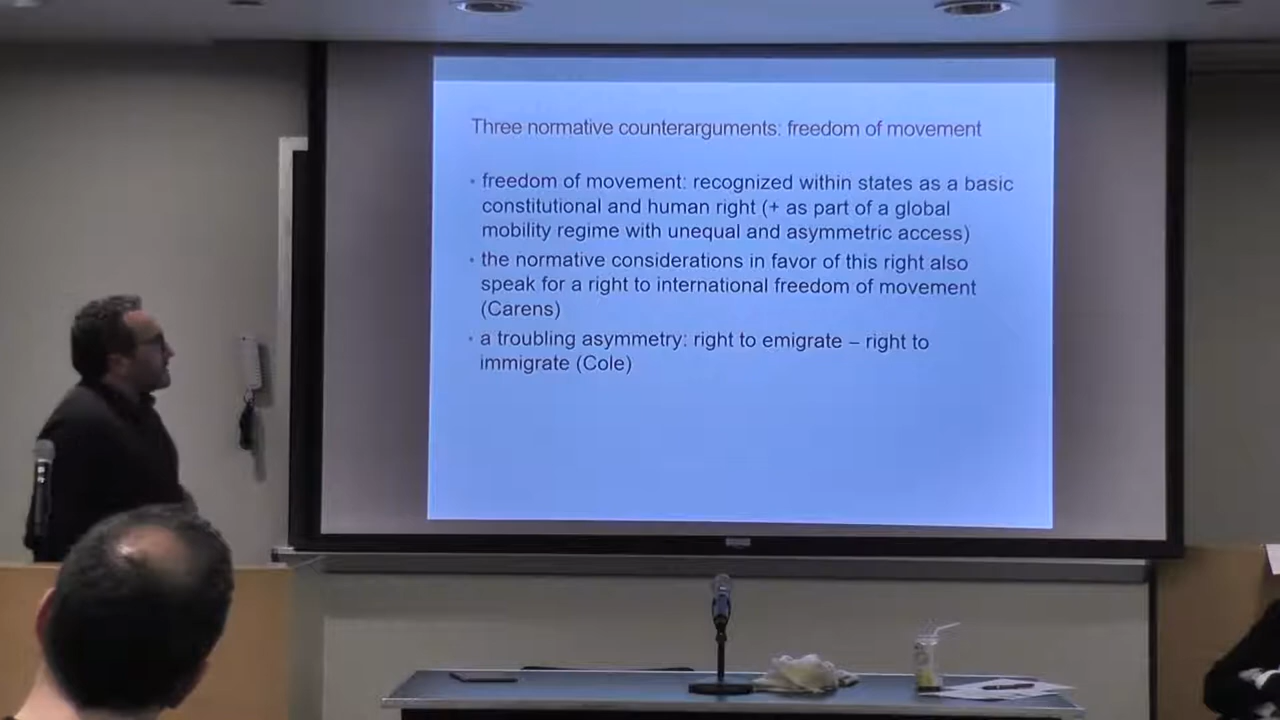 Three normative counterarguments: freedom of movement
• freedom of movement: recognized within states as a basic
constitutional and human right (+ as part of a global
mobility regime with unequal and asymmetric access)
• the normative considerations in favor of this right also
speak for a right to international freedom of movement
(Carens)
• a troubling asymmetry: right to emigrate – right to
immigrate (Cole)